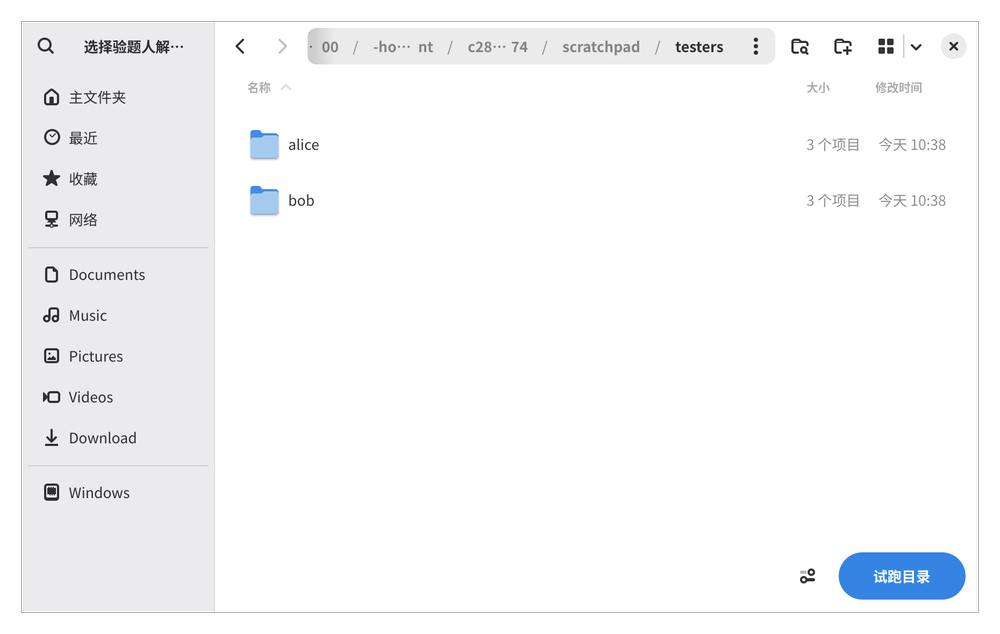 选择验题人解…
00 / -ho… nt / c28… 74 / scratchpad / testers
主文件夹
最近
收藏
网络
Documents
Music
Pictures
Videos
Download
Windows
名称 大小 修改时间
alice 3 个项目 今天 10:38
bob 3 个项目 今天 10:38
试跑目录